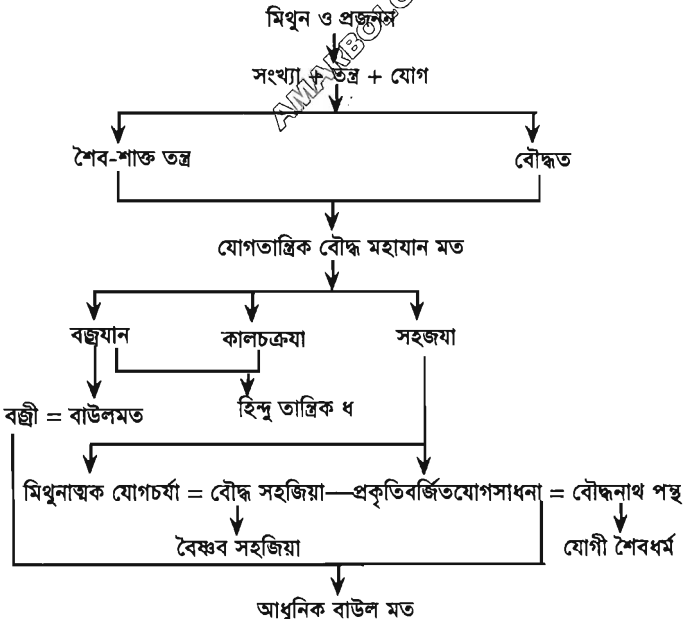 মিথুন ও প্রজনন
সংখ্যা + তন্ত্র + যোগ
শৈব-শাক্ত তন্ত্র বৌদ্ধত
যোগতান্ত্রিক বৌদ্ধ মহাযান মত
বজ্রযান কালচক্রযা সহজযা
বজ্রী = বাউলমত হিন্দু তান্ত্রিক ধ
মিথুনাত্মক যোগচর্যা = বৌদ্ধ সহজিয়া—প্রকৃতিবর্জিতযোগসাধনা = বৌদ্ধনাথ পন্থ
বৈষ্ণব সহজিয়া যোগী শৈবধর্ম
আধুনিক বাউল মত